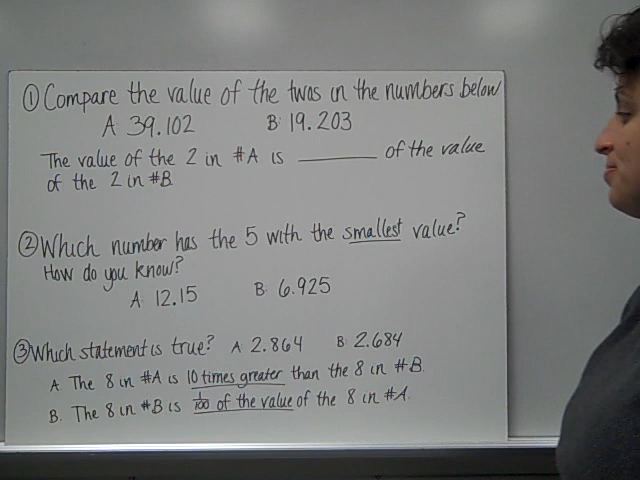 ① Compare the value of the twos in the numbers below
A 39.102 B 19.203
The value of the 2 in #A is ________ of the value
of the 2 in #B
② Which number has the 5 with the smallest value?
How do you know?
A 12.15 B 6.925
③ Which statement is true? A 2.864 B 2.684
A. The 8 in #A is 10 times greater than the 8 in #B.
B. The 8 in #B is 1/100 of the value of the 8 in #A